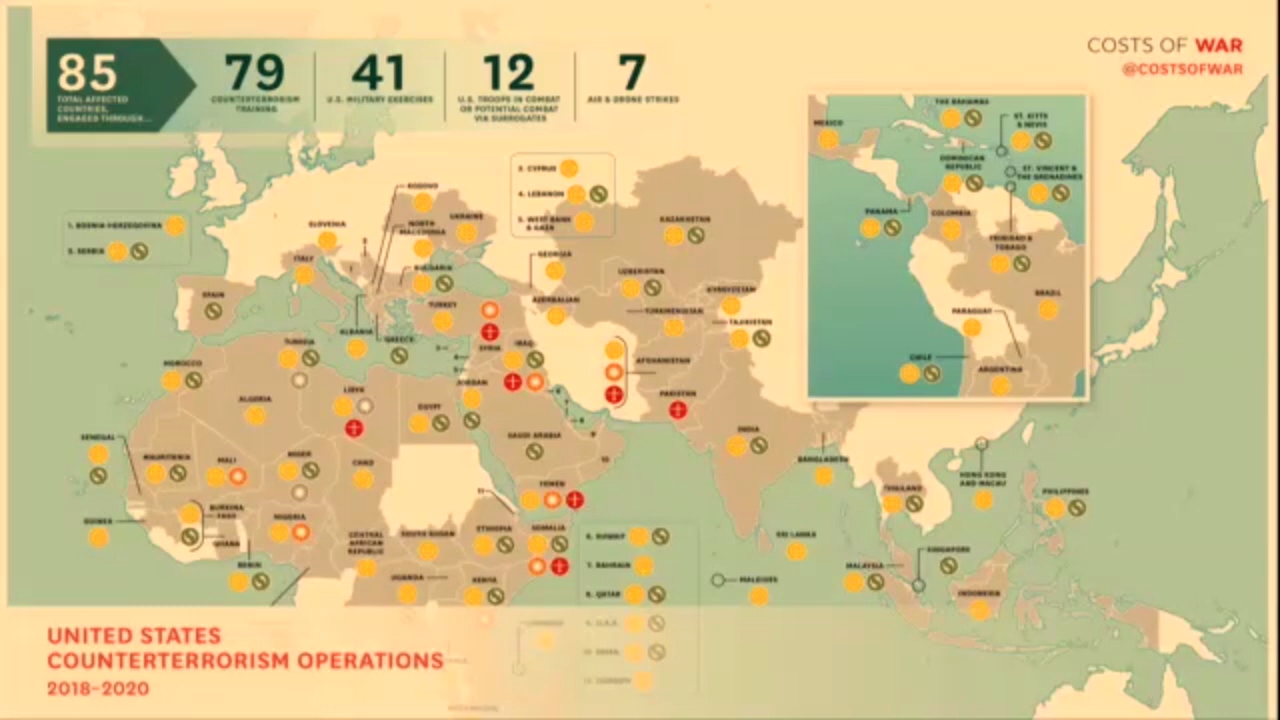 85
TOTAL AFFECTED
COUNTRIES,
ENGAGED THROUGH...
79
COUNTERTERRORISM
TRAINING
41
U.S. MILITARY EXERCISES
12
U.S. TROOPS IN COMBAT
OR POTENTIAL COMBAT
VIA SURROGATES
7
AIR & DRONE STRIKES
COSTS OF WAR
@COSTSOFWAR
THE BAHAMAS
MEXICO
ST. KITTS
& NEVIS
DOMINICAN
REPUBLIC
ST. VINCENT &
THE GRENADINES
PANAMA
COLOMBIA
TRINIDAD &
TOBAGO
BRAZIL
PARAGUAY
CHILE
ARGENTINA
1. BOSNIA-HERZEGOVINA
2. SERBIA
3. CYPRUS
4. LEBANON
5. WEST BANK
& GAZA
KOSOVO
SLOVENIA
NORTH
MACEDONIA
UKRAINE
KAZAKHSTAN
ITALY
BULGARIA
GEORGIA
UZBEKISTAN
SPAIN
TURKEY
AZERBAIJAN
KYRGYZSTAN
TURKMENISTAN
TAJIKISTAN
ALBANIA
GREECE
TUNISIA
SYRIA
IRAQ
AFGHANISTAN
MOROCCO
LIBYA
JORDAN
PAKISTAN
ALGERIA
EGYPT
INDIA
SAUDI ARABIA
SENEGAL
MAURITANIA
MALI
NIGER
CHAD
10
BANGLADESH
HONG KONG
AND MACAU
YEMEN
11
THAILAND
PHILIPPINES
GUINEA
BURKINA
FASO
GHANA
NIGERIA
CENTRAL
AFRICAN
REPUBLIC
SOUTH SUDAN
ETHIOPIA
SOMALIA
6. KUWAIT
SRI LANKA
SINGAPORE
BENIN
UGANDA
KENYA
7. BAHRAIN
MALDIVES
MALAYSIA
8. QATAR
INDONESIA
9. U.A.E.
10. OMAN
11. DJIBOUTI
UNITED STATES
COUNTERTERRORISM OPERATIONS
2018-2020